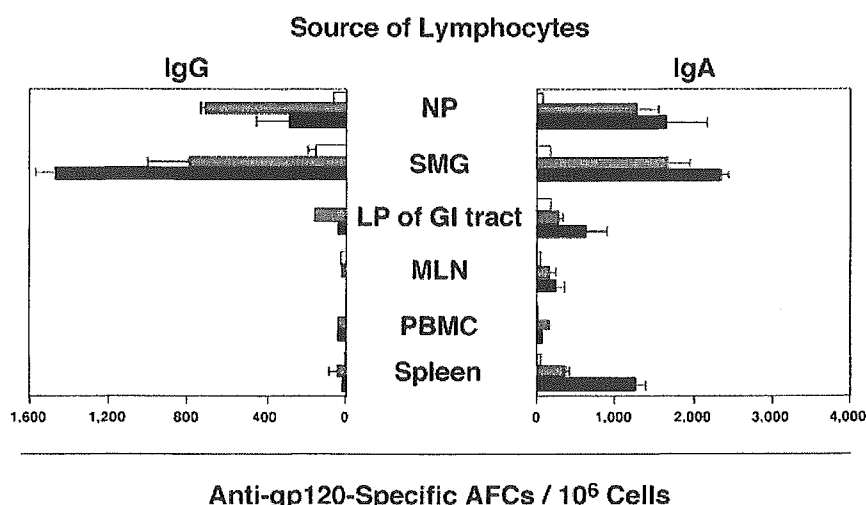 Source of Lymphocytes
IgG IgA
NP
SMG
LP of GI tract
MLN
PBMC
Spleen
1,600 1,200 800 400 0 0 1,000 2,000 3,000 4,000
Anti-gp120-Specific AFCs / 10⁶ Cells